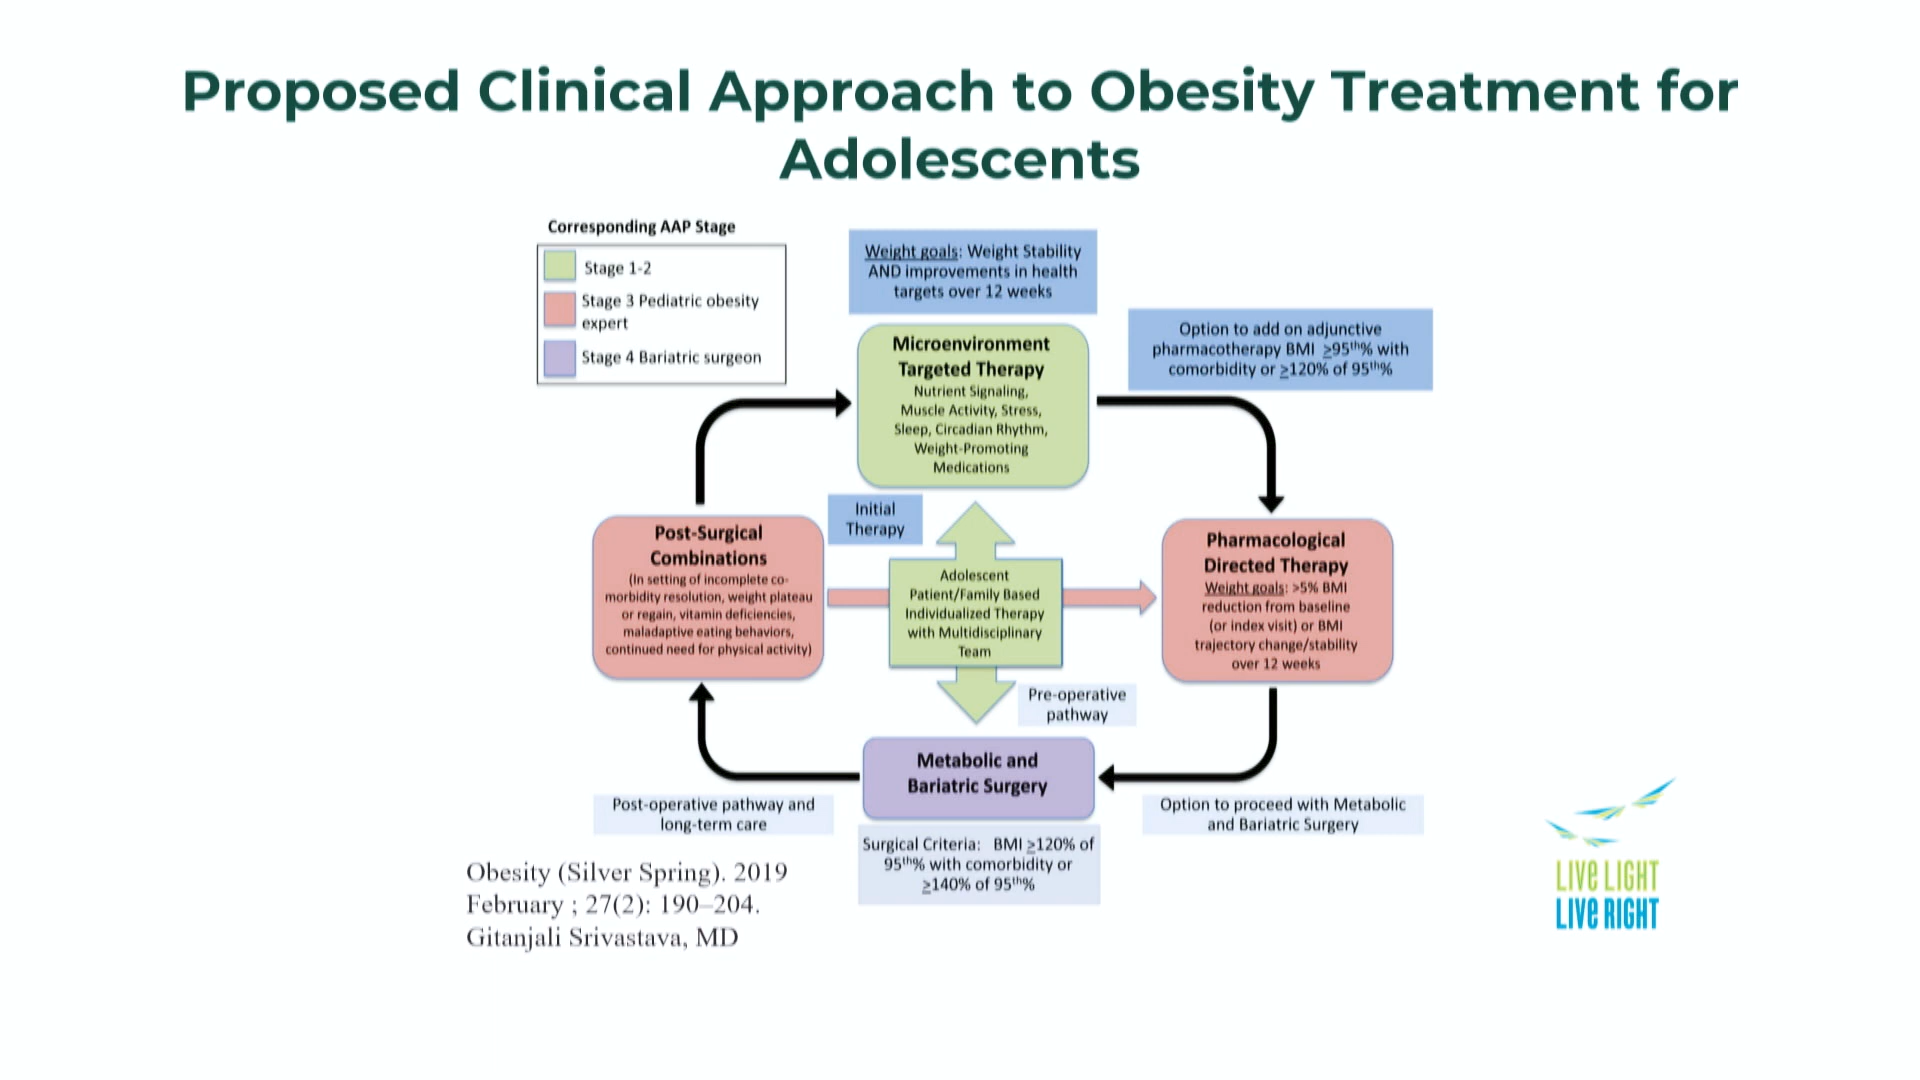 Proposed Clinical Approach to Obesity Treatment for
Adolescents
Corresponding AAP Stage
Stage 1-2
Stage 3 Pediatric obesity
expert
Stage 4 Bariatric surgeon
Weight goals: Weight Stability
AND improvements in health
targets over 12 weeks
Microenvironment
Targeted Therapy
Nutrient Signaling,
Muscle Activity, Stress,
Sleep, Circadian Rhythm,
Weight-Promoting
Medications
Option to add on adjunctive
pharmacotherapy BMI ≥95th% with
comorbidity or ≥120% of 95th%
Initial
Therapy
Post-Surgical
Combinations
(In setting of incomplete co-
morbidity resolution, weight plateau
or regain, vitamin deficiencies,
maladaptive eating behaviors,
continued need for physical activity)
Adolescent
Patient/Family Based
Individualized Therapy
with Multidisciplinary
Team
Pharmacological
Directed Therapy
Weight goals: >5% BMI
reduction from baseline
(or index visit) or BMI
trajectory change/stability
over 12 weeks
Pre-operative
pathway
Metabolic and
Bariatric Surgery
Post-operative pathway and
long-term care
Option to proceed with Metabolic
and Bariatric Surgery
Surgical Criteria: BMI ≥120% of
95th% with comorbidity or
≥140% of 95th%
Obesity (Silver Spring). 2019
February ; 27(2): 190–204.
Gitanjali Srivastava, MD
LIVE LIGHT
LIVE RIGHT